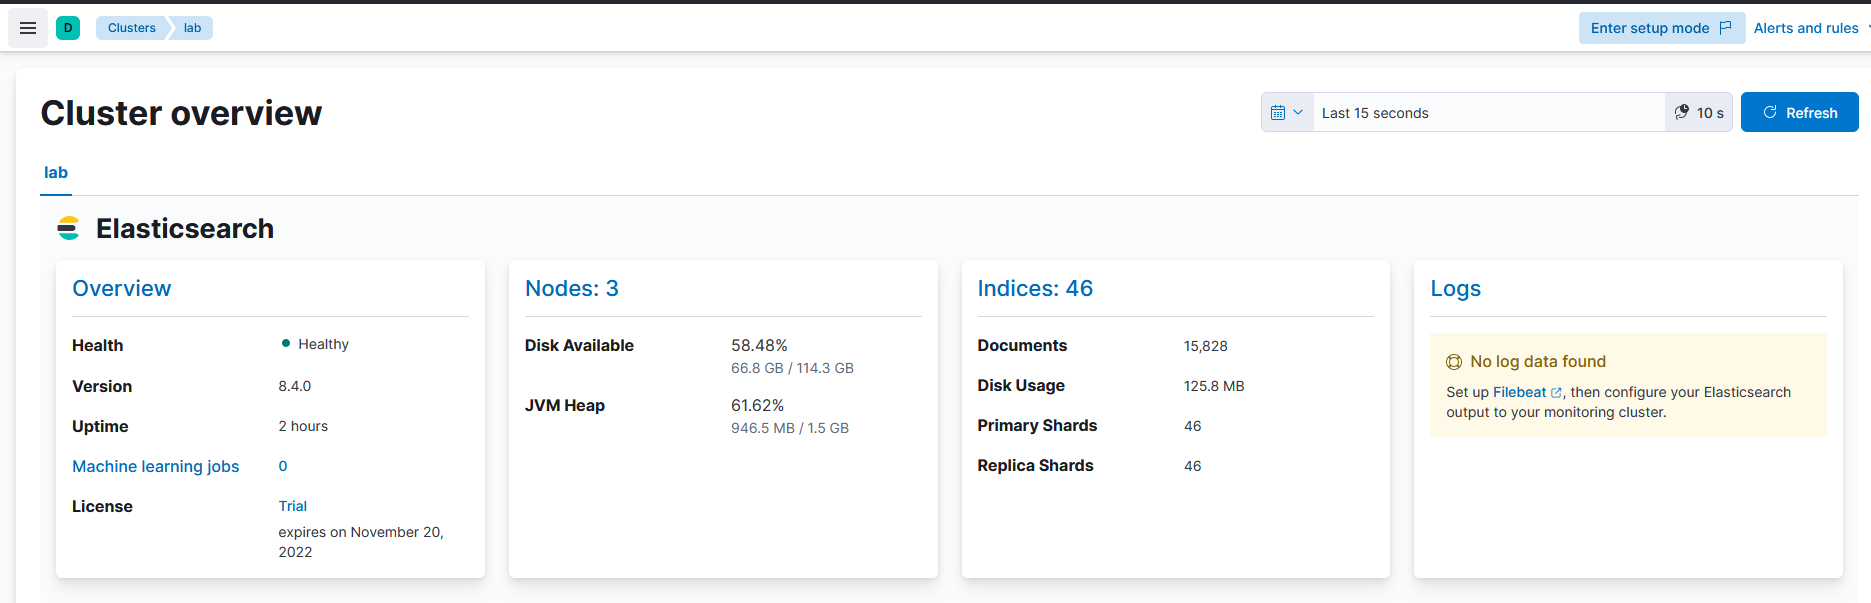 D Clusters lab Enter setup mode Alerts and rules
Cluster overview
Last 15 seconds 10 s Refresh
lab
Elasticsearch
Overview
Health Healthy
Version 8.4.0
Uptime 2 hours
Machine learning jobs 0
License Trial
expires on November 20,
2022
Nodes: 3
Disk Available 58.48%
66.8 GB / 114.3 GB
JVM Heap 61.62%
946.5 MB / 1.5 GB
Indices: 46
Documents 15,828
Disk Usage 125.8 MB
Primary Shards 46
Replica Shards 46
Logs
No log data found
Set up Filebeat , then configure your Elasticsearch
output to your monitoring cluster.